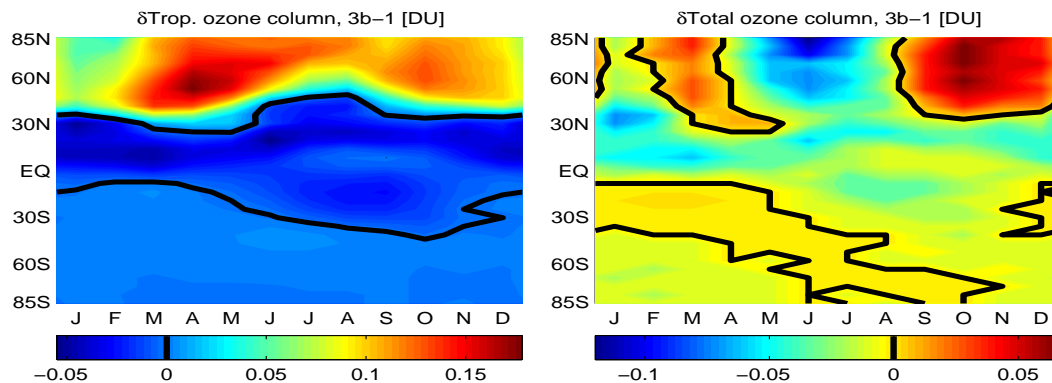 δTrop. ozone column, 3b−1 [DU]
85N
60N
30N
EQ
30S
60S
85S
J F M A M J J A S O N D
−0.05 0 0.05 0.1 0.15
δTotal ozone column, 3b−1 [DU]
85N
60N
30N
EQ
30S
60S
85S
J F M A M J J A S O N D
−0.1 −0.05 0 0.05